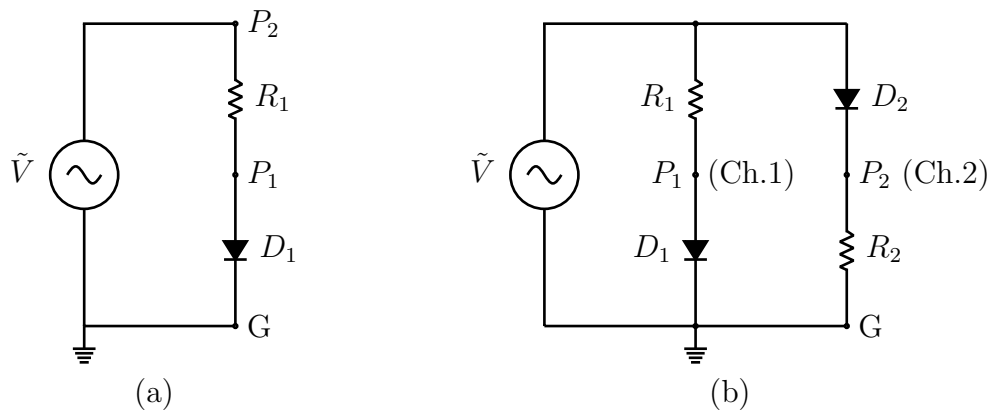 P₂
R₁
Ṽ
P₁
D₁
G
(a)
R₁
D₂
Ṽ
P₁ (Ch.1)
P₂ (Ch.2)
D₁
R₂
G
(b)